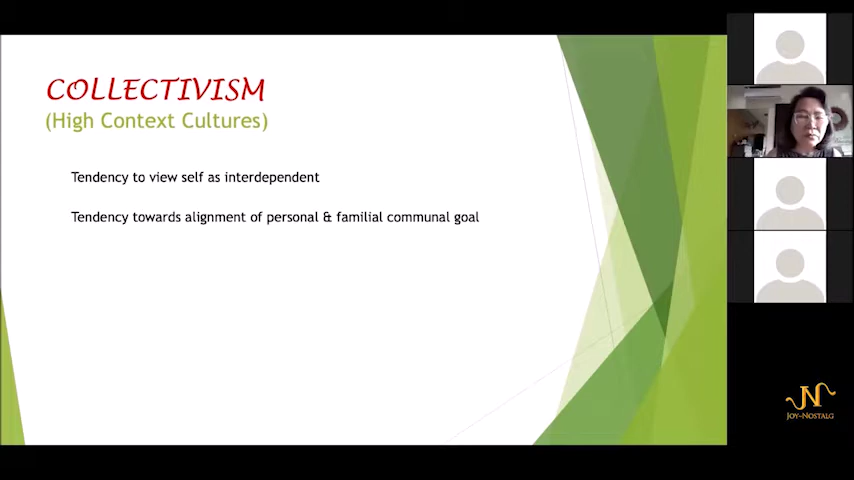 COLLECTIVISM
(High Context Cultures)
Tendency to view self as interdependent
Tendency towards alignment of personal & familial communal goal
JN
JOY-NOSTALG